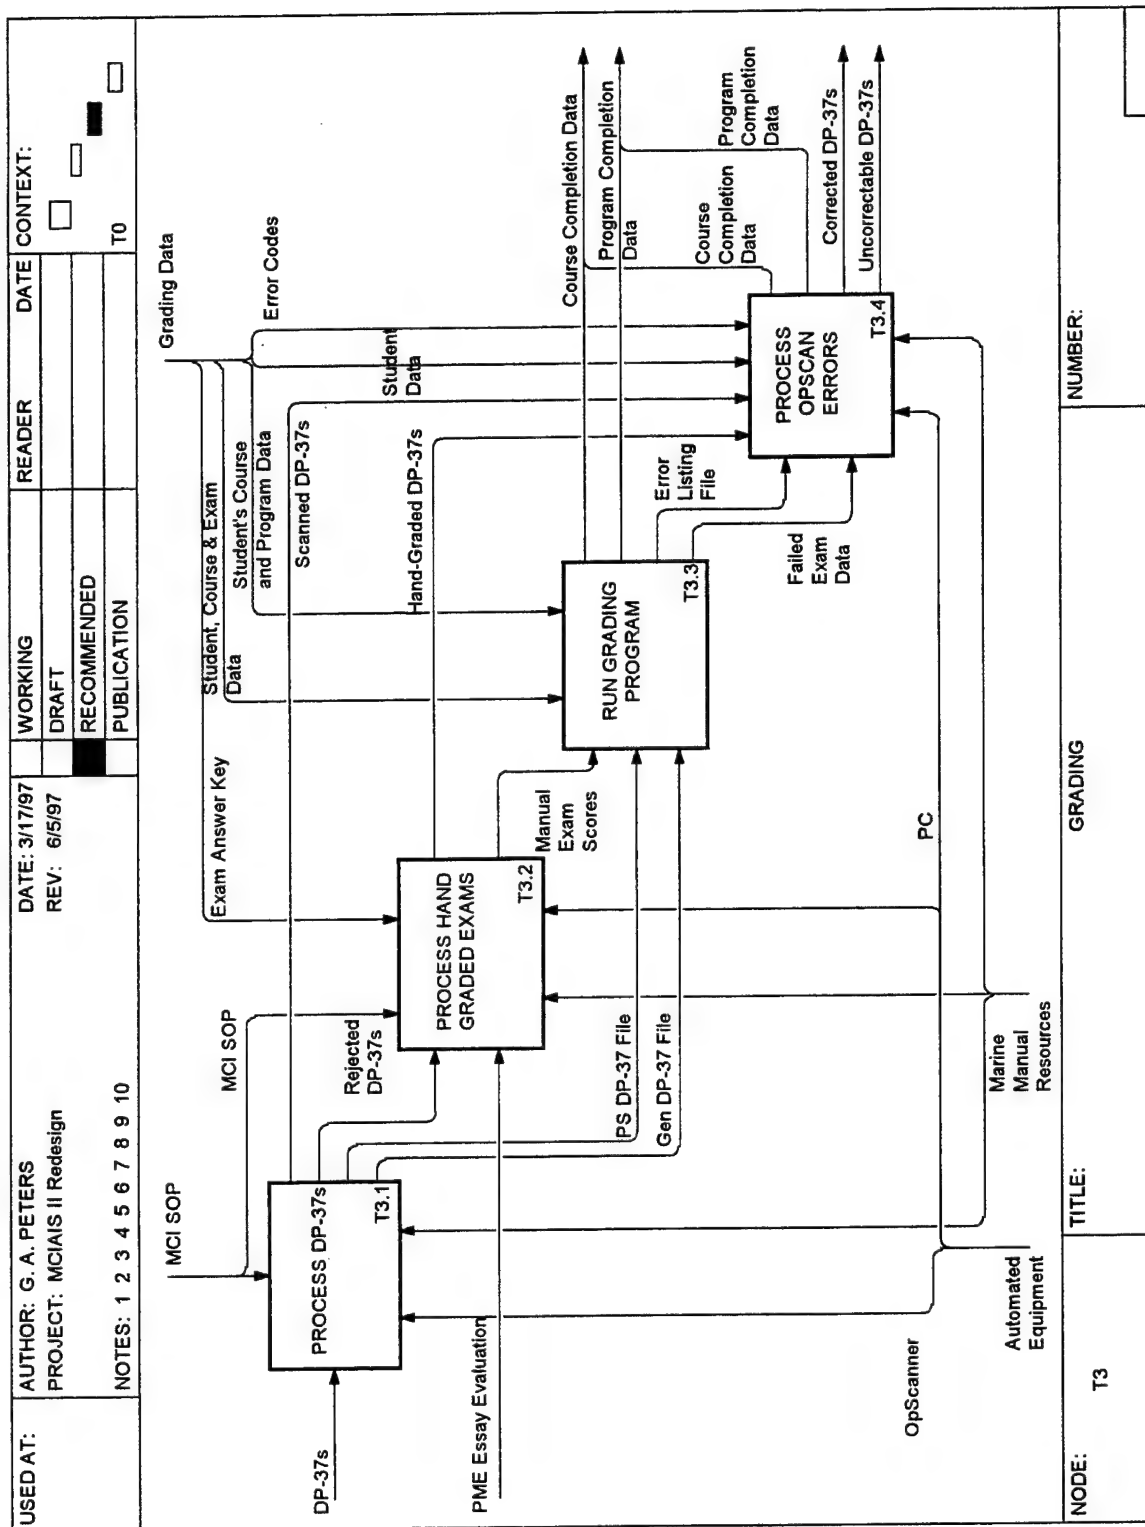 USED AT:
AUTHOR: G. A. PETERS
PROJECT: MCIAIS II Redesign
NOTES: 1 2 3 4 5 6 7 8 9 10
DATE: 3/17/97
REV: 6/5/97
WORKING
DRAFT
RECOMMENDED
PUBLICATION
READER
DATE
CONTEXT:
T0
MCI SOP
MCI SOP
Grading Data
Exam Answer Key
Student, Course & Exam
Data
Student's Course
and Program Data
Error Codes
Student
Data
Scanned DP-37s
Hand-Graded DP-37s
DP-37s
PROCESS DP-37s
T3.1
Rejected
DP-37s
PME Essay Evaluation
PROCESS HAND
GRADED EXAMS
T3.2
Manual
Exam
Scores
PS DP-37 File
Gen DP-37 File
RUN GRADING
PROGRAM
T3.3
Error
Listing
File
Failed
Exam
Data
PROCESS
OPSCAN
ERRORS
T3.4
Course Completion Data
Program Completion
Data
Course
Completion
Data
Program
Completion
Data
Corrected DP-37s
Uncorrectable DP-37s
OpScanner
PC
Automated
Equipment
Marine
Manual
Resources
NODE:
T3
TITLE:
GRADING
NUMBER: